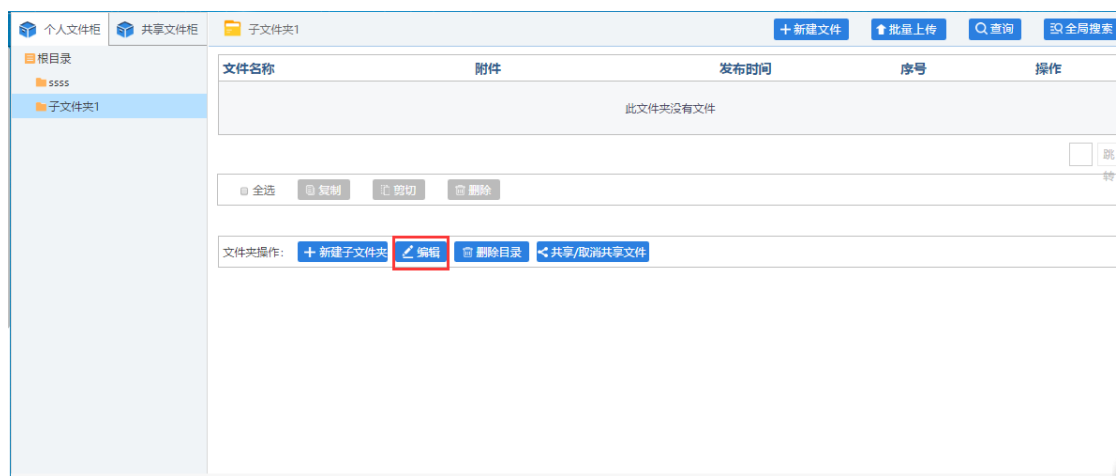 个人文件柜 共享文件柜 子文件夹1 新建文件 批量上传 查询 全局搜索
根目录
ssss
子文件夹1
文件名称 附件 发布时间 序号 操作
此文件夹没有文件
跳
转
全选 复制 剪切 删除
文件夹操作： 新建子文件夹 编辑 删除目录 共享/取消共享文件